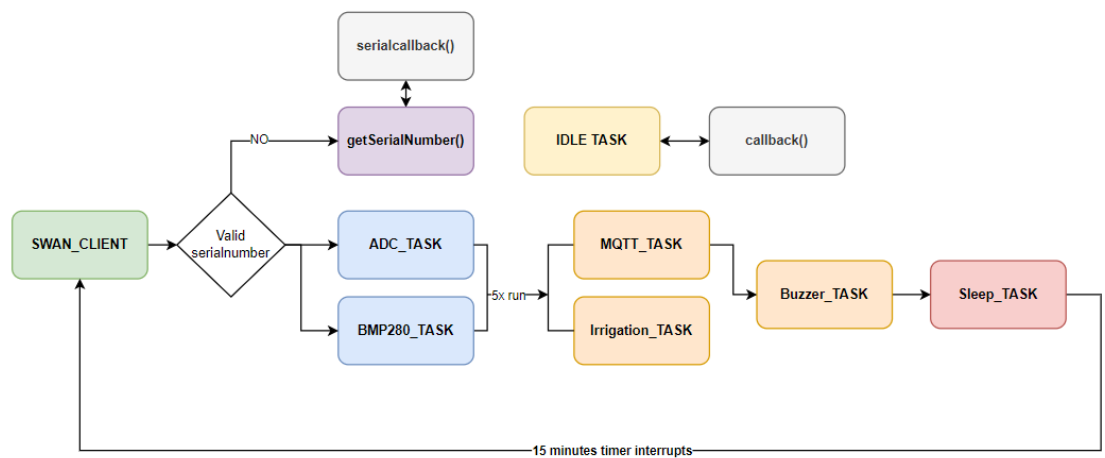 serialcallback()
NO
getSerialNumber()
IDLE TASK
callback()
SWAN_CLIENT
Valid
serialnumber
ADC_TASK
MQTT_TASK
5x run
Buzzer_TASK
Sleep_TASK
BMP280_TASK
Irrigation_TASK
15 minutes timer interrupts